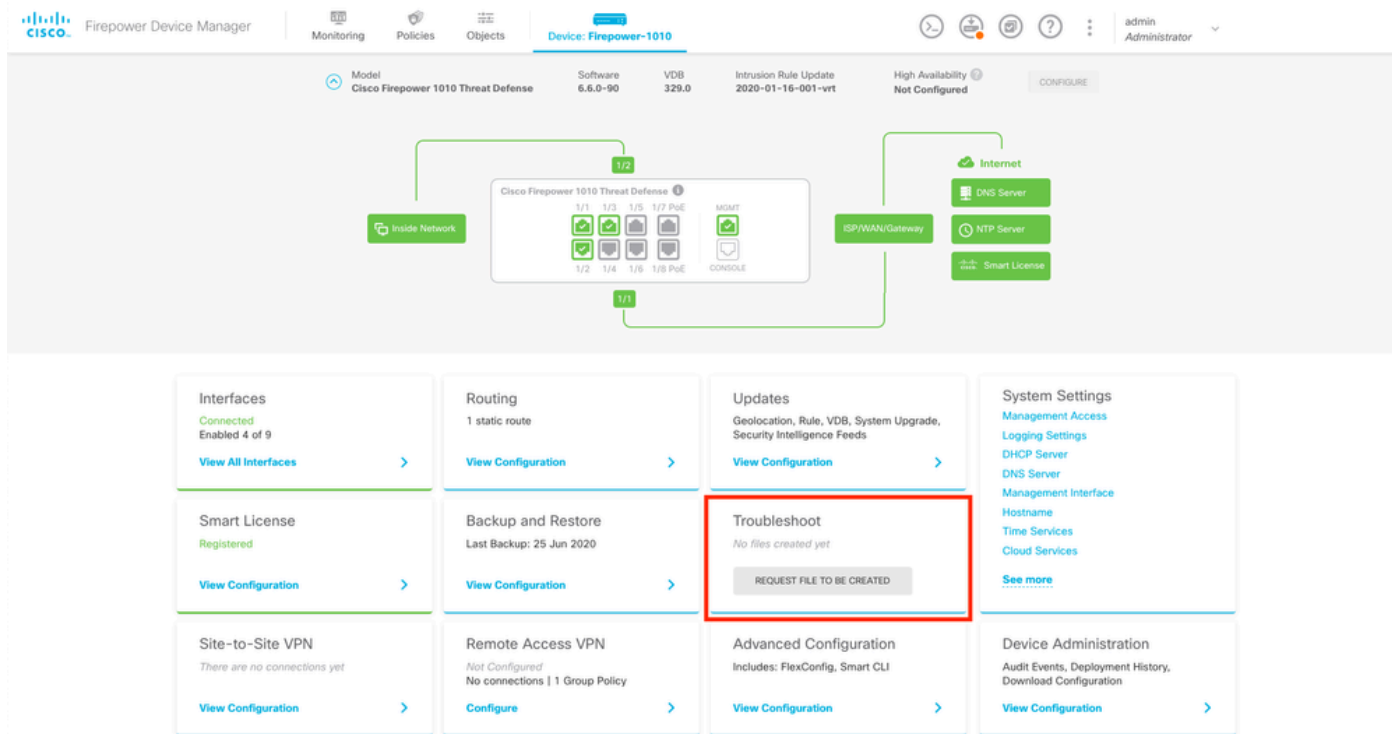 CISCO
Firepower Device Manager
Monitoring
Policies
Objects
Device: Firepower-1010
admin
Administrator
Model
Cisco Firepower 1010 Threat Defense
Software
6.6.0-90
VDB
329.0
Intrusion Rule Update
2020-01-16-001-vrt
High Availability
Not Configured
CONFIGURE
1/2
Internet
Cisco Firepower 1010 Threat Defense
1/1 1/3 1/5 1/7 PoE
MGMT
DNS Server
Inside Network
ISP/WAN/Gateway
NTP Server
Smart License
1/2 1/4 1/6 1/8 PoE
CONSOLE
1/1
Interfaces
Connected
Enabled 4 of 9
View All Interfaces
Routing
1 static route
View Configuration
Updates
Geolocation, Rule, VDB, System Upgrade,
Security Intelligence Feeds
View Configuration
System Settings
Management Access
Logging Settings
DHCP Server
DNS Server
Management Interface
Hostname
Time Services
Cloud Services
See more
Smart License
Registered
View Configuration
Backup and Restore
Last Backup: 25 Jun 2020
View Configuration
Troubleshoot
No files created yet
REQUEST FILE TO BE CREATED
Site-to-Site VPN
There are no connections yet
View Configuration
Remote Access VPN
Not Configured
No connections | 1 Group Policy
Configure
Advanced Configuration
Includes: FlexConfig, Smart CLI
View Configuration
Device Administration
Audit Events, Deployment History,
Download Configuration
View Configuration